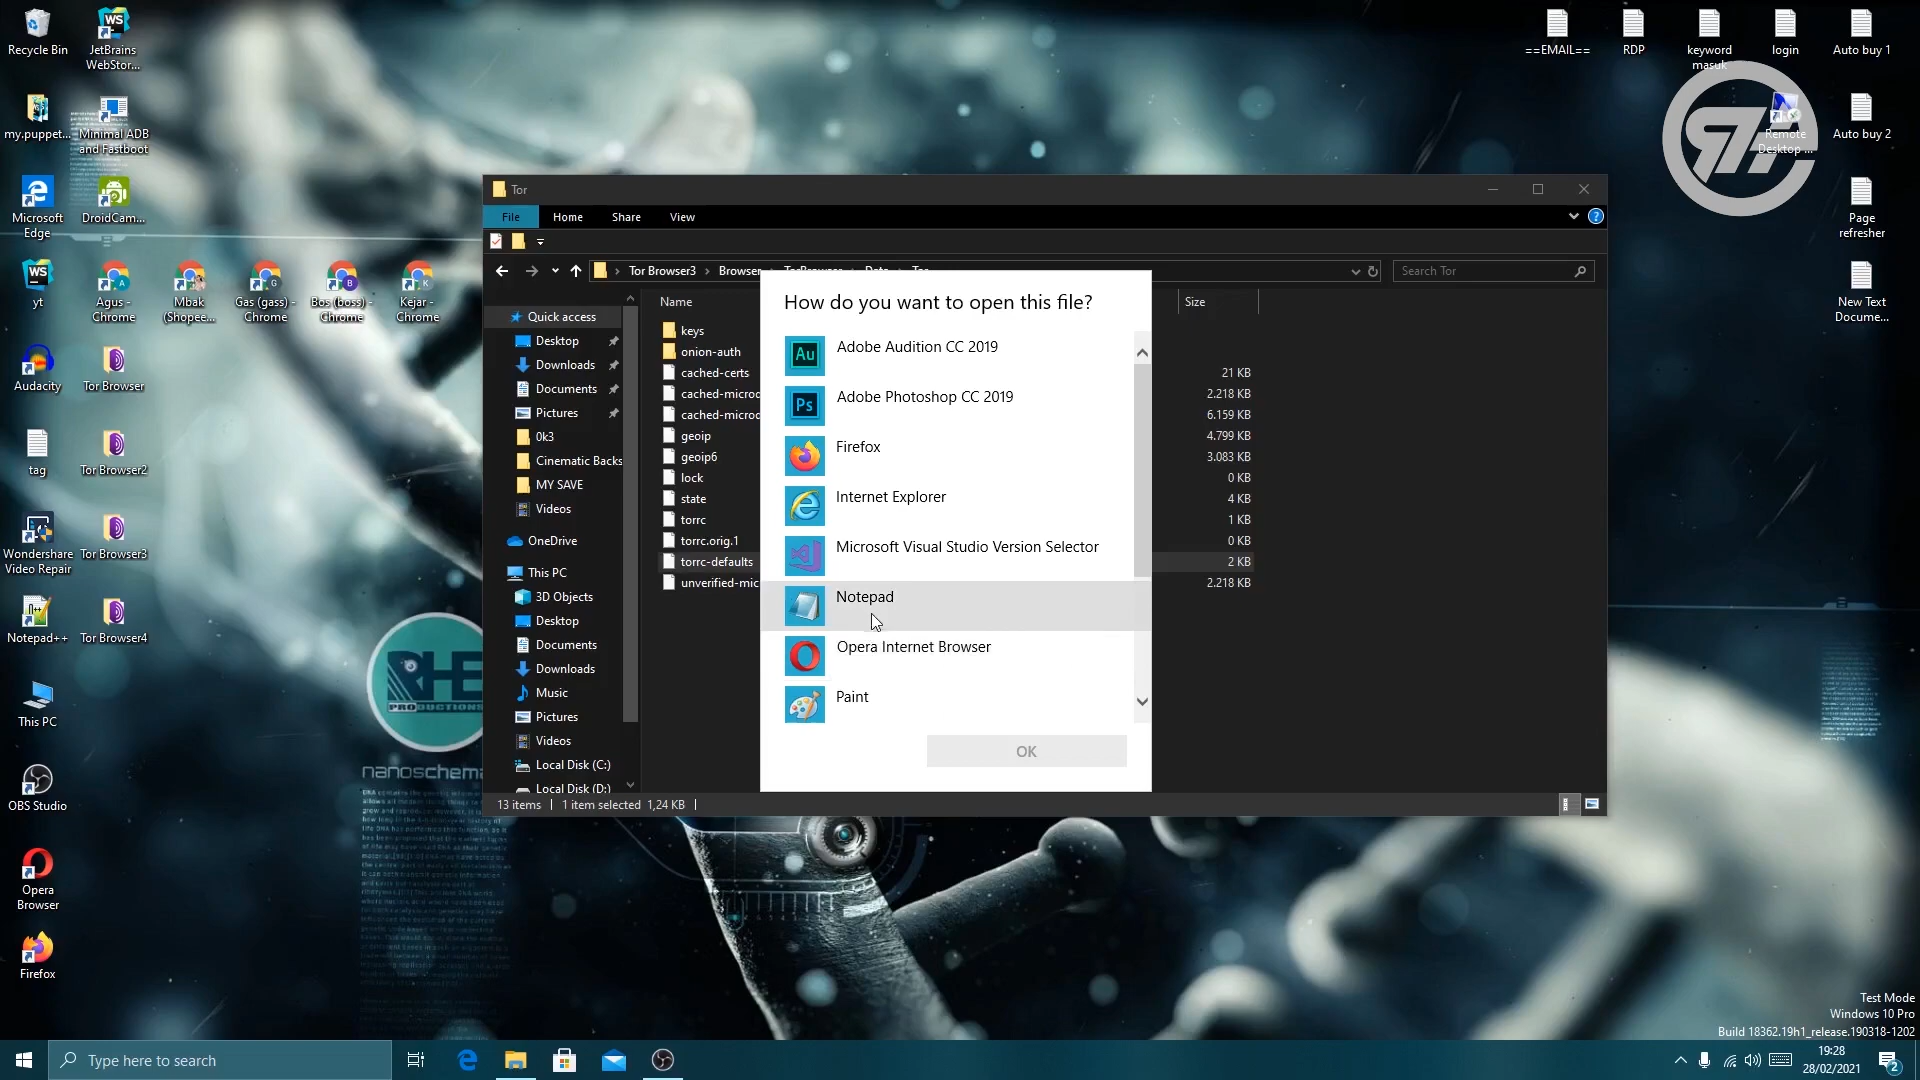 Recycle Bin
JetBrains
WebStor...
my.puppet...
Minimal ADB
and Fastboot
Microsoft
Edge
DroidCam...
yt
Agus -
Chrome
Mbak
(Shopee...
Gas (gass) -
Chrome
Bos (boss) -
Chrome
Kejar -
Chrome
Audacity
Tor Browser
tag
Tor Browser2
Wondershare
Video Repair
Tor Browser3
Notepad++
Tor Browser4
This PC
OBS Studio
Opera
Browser
Firefox
==EMAIL==
RDP
keyword
masuk
login
Auto buy 1
Remote
Desktop ...
Auto buy 2
Page
refresher
New Text
Docume...
RHE
PRODUCTIONS
nanoschema
Tor
File
Home
Share
View
Tor Browser3
Browser
TorBrowser
Data
Tor
Search Tor
Name
Size
Quick access
Desktop
Downloads
Documents
Pictures
0k3
Cinematic Backs
MY SAVE
Videos
OneDrive
This PC
3D Objects
Desktop
Documents
Downloads
Music
Pictures
Videos
Local Disk (C:)
Local Disk (D:)
keys
onion-auth
cached-certs
21 KB
cached-microd
2.218 KB
cached-microd
6.159 KB
geoip
4.799 KB
geoip6
3.083 KB
lock
0 KB
state
4 KB
torrc
1 KB
torrc.orig.1
0 KB
torrc-defaults
2 KB
unverified-mic
2.218 KB
13 items
1 item selected 1,24 KB
How do you want to open this file?
Au
Adobe Audition CC 2019
Ps
Adobe Photoshop CC 2019
Firefox
Internet Explorer
Microsoft Visual Studio Version Selector
Notepad
Opera Internet Browser
Paint
OK
Test Mode
Windows 10 Pro
Build 18362.19h1_release.190318-1202
Type here to search
19:28
28/02/2021
2